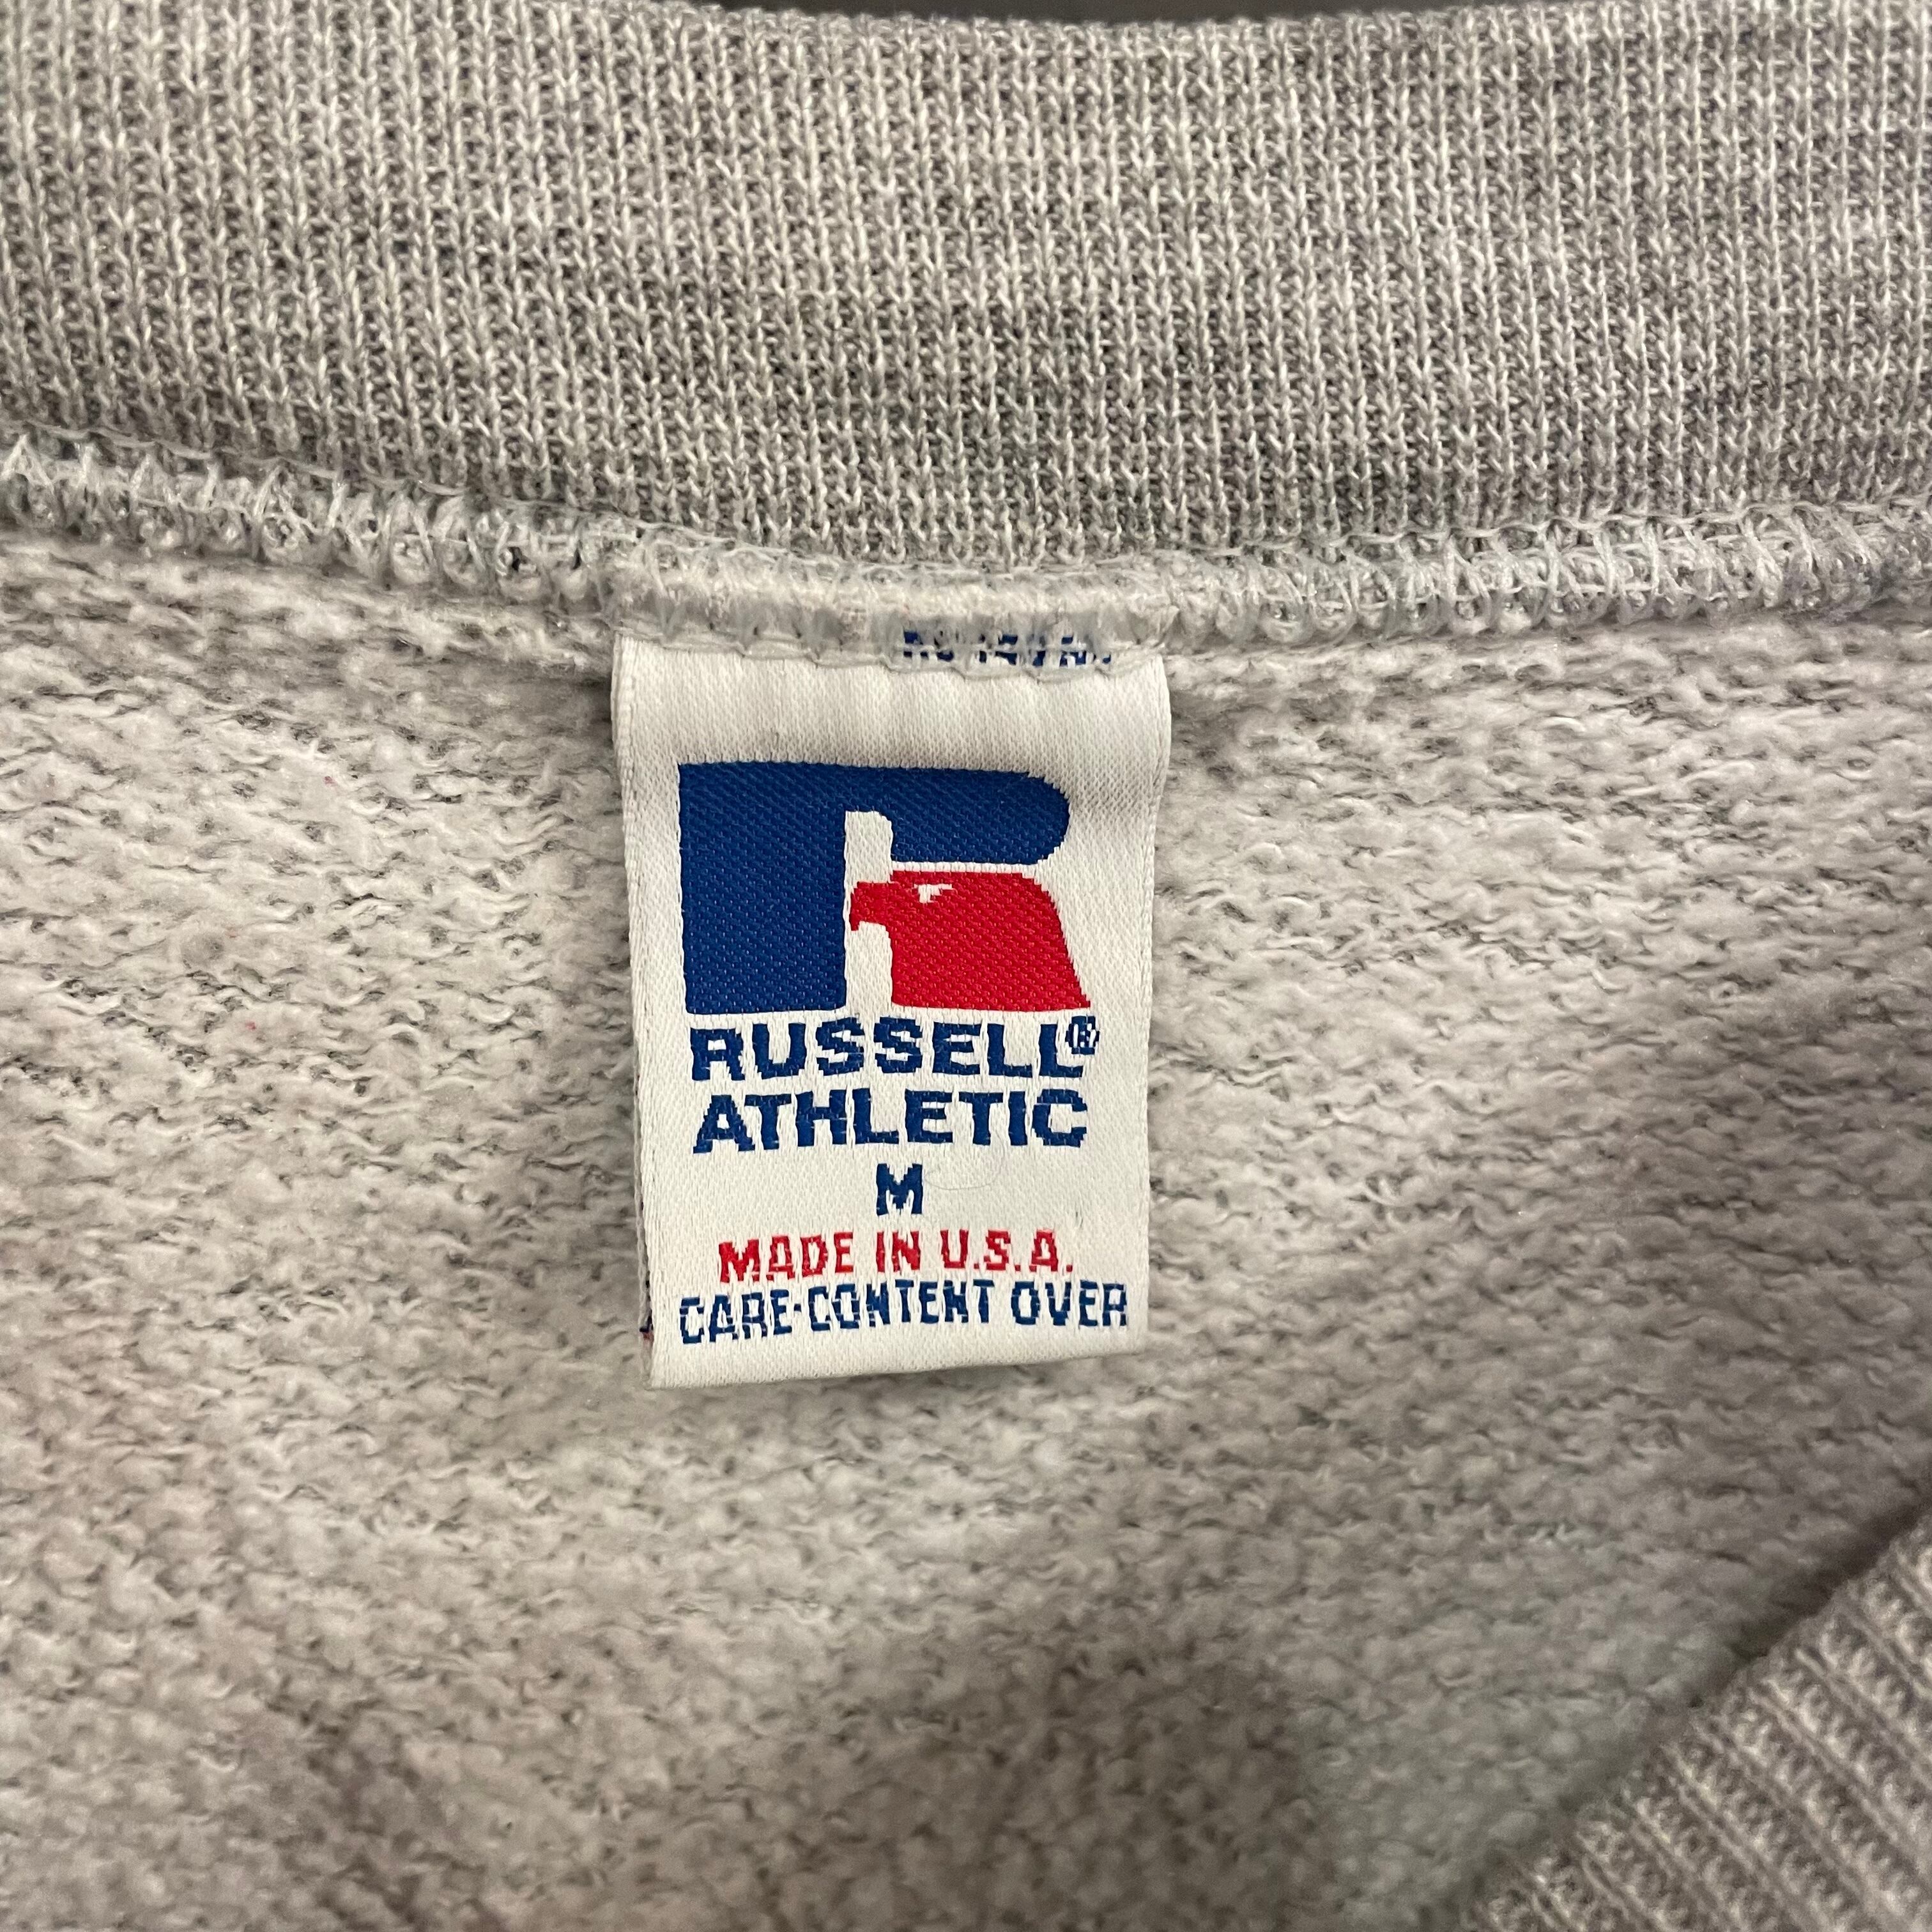 RUSSELL®
ATHLETIC
M
MADE IN U.S.A.
CARE·CONTENT OVER